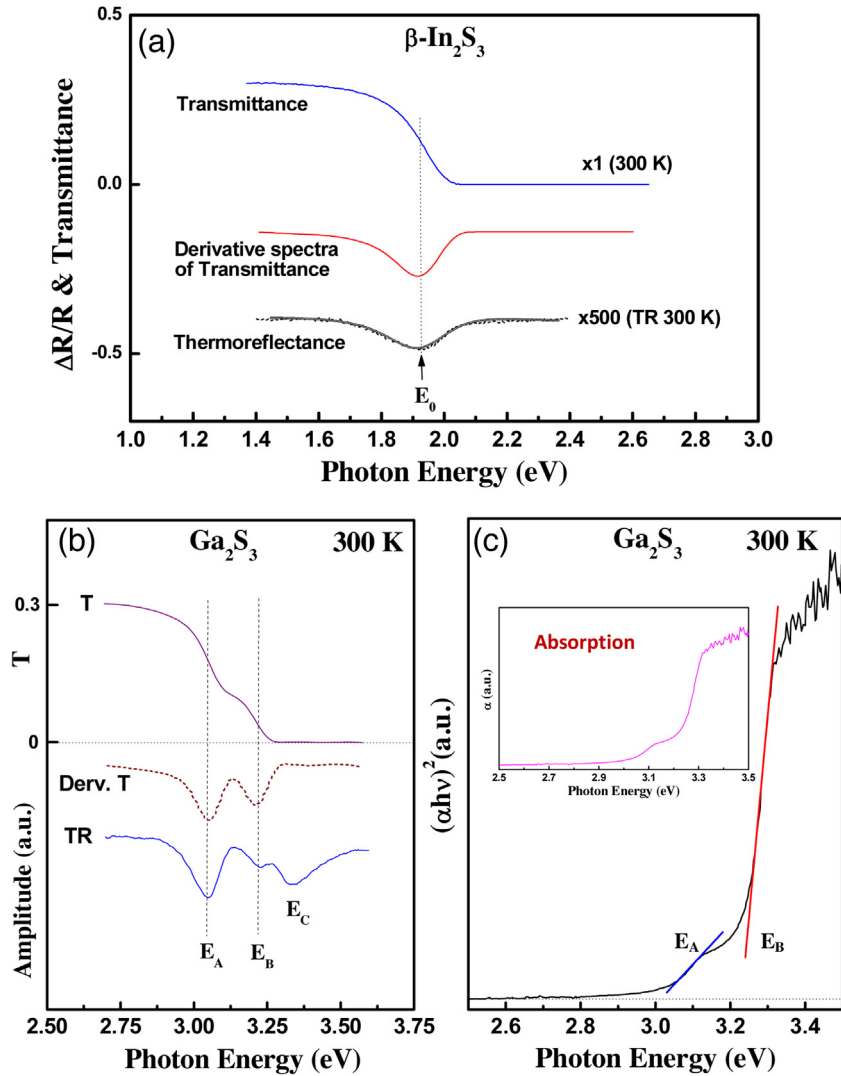 (a)
β-In2S3
0.5
0.0
-0.5
ΔR/R & Transmittance
Transmittance
x1 (300 K)
Derivative spectra
of Transmittance
x500 (TR 300 K)
Thermoreflectance
E0
1.0 1.2 1.4 1.6 1.8 2.0 2.2 2.4 2.6 2.8 3.0
Photon Energy (eV)
(b)
Ga2S3 300 K
T
0.3
T
0
Derv. T
TR
Amplitude (a.u.)
EC
EA EB
2.50 2.75 3.00 3.25 3.50 3.75
Photon Energy (eV)
(c)
Ga2S3 300 K
(αhν)2(a.u.)
Absorption
α (a.u.)
2.5 2.7 2.9 3.1 3.3 3.5
Photon Energy (eV)
EA EB
2.6 2.8 3.0 3.2 3.4
Photon Energy (eV)